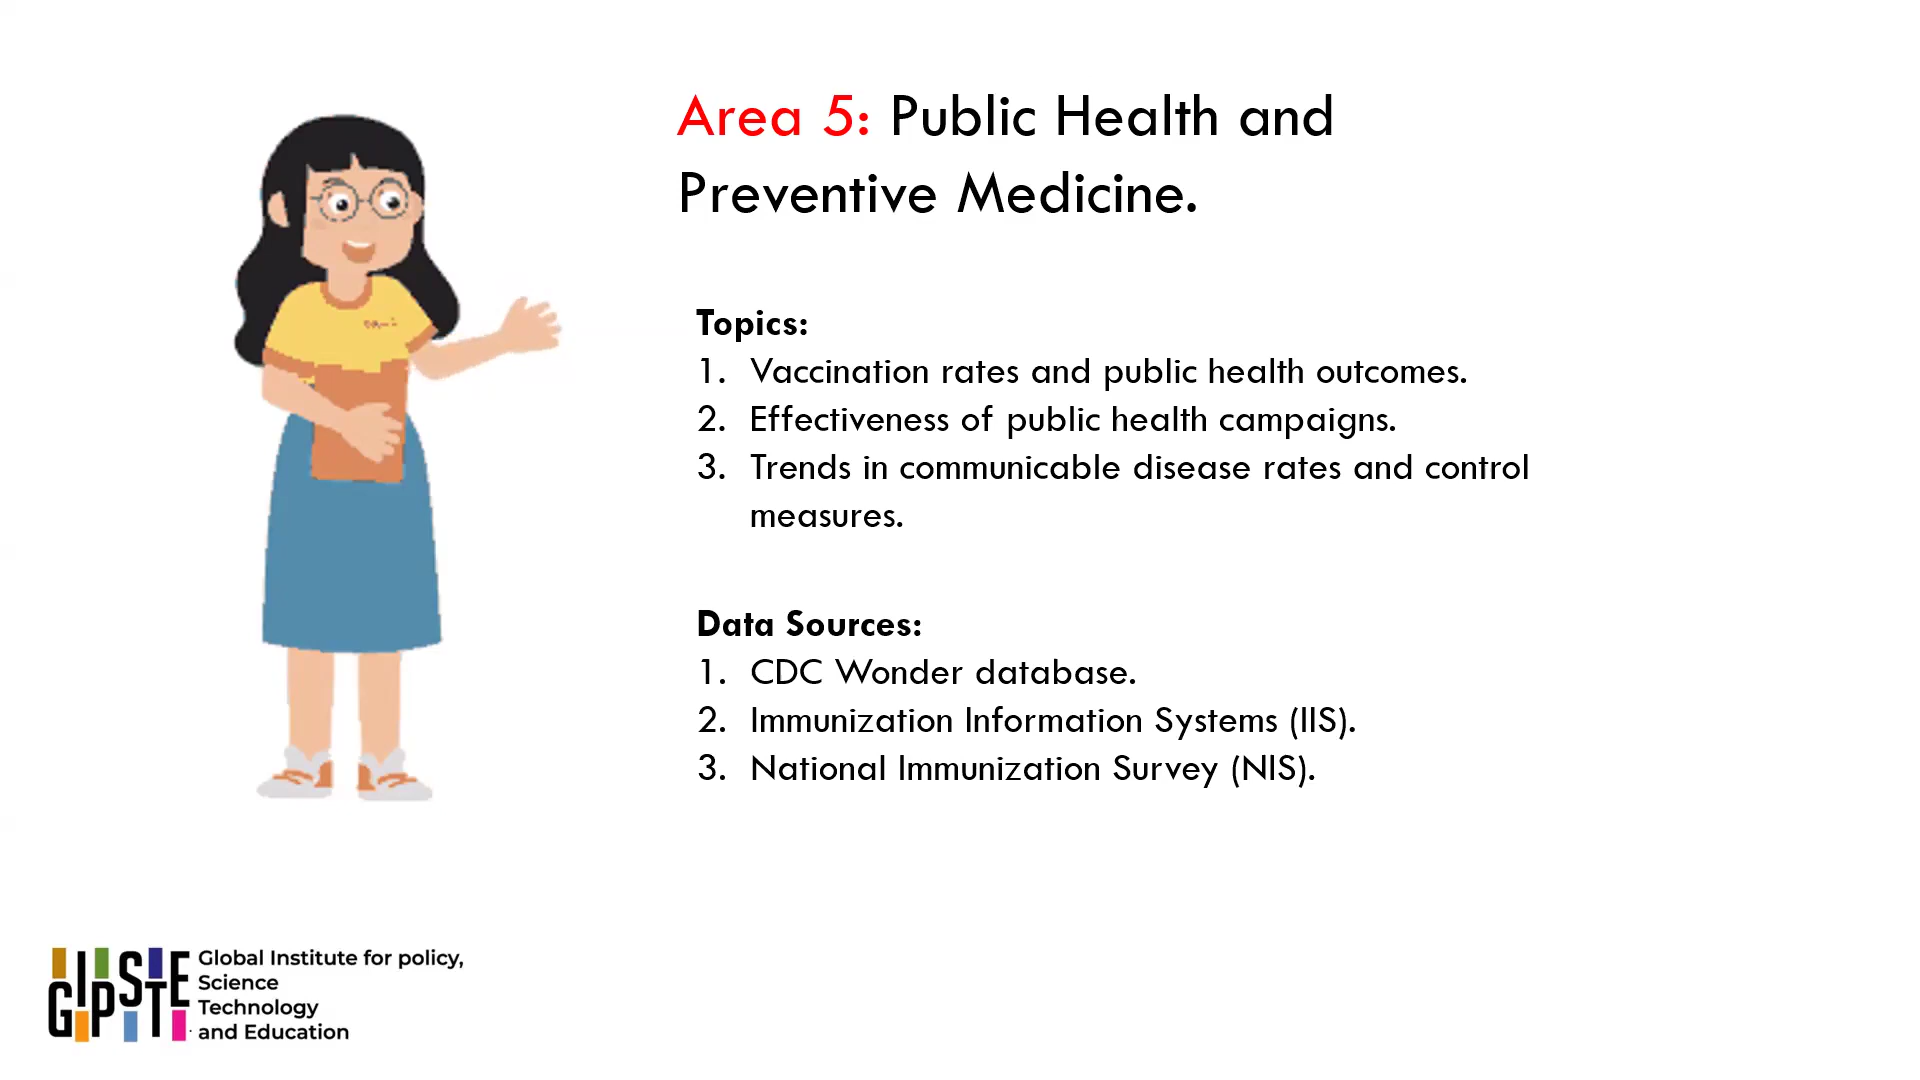 Area 5: Public Health and
Preventive Medicine.
Topics:
1. Vaccination rates and public health outcomes.
2. Effectiveness of public health campaigns.
3. Trends in communicable disease rates and control
measures.
Data Sources:
1. CDC Wonder database.
2. Immunization Information Systems (IIS).
3. National Immunization Survey (NIS).
GIPSTE
Global Institute for policy,
Science
Technology
and Education